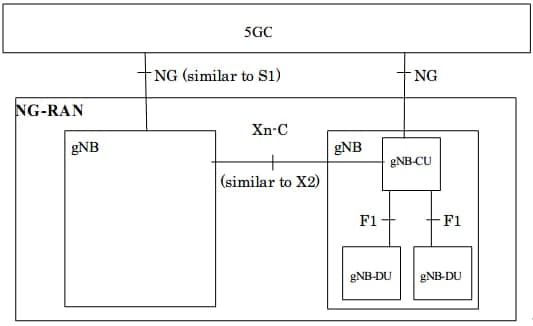 5GC
NG (similar to S1)
NG
NG-RAN
gNB
Xn-C
(similar to X2)
gNB
gNB-CU
F1
F1
gNB-DU
gNB-DU